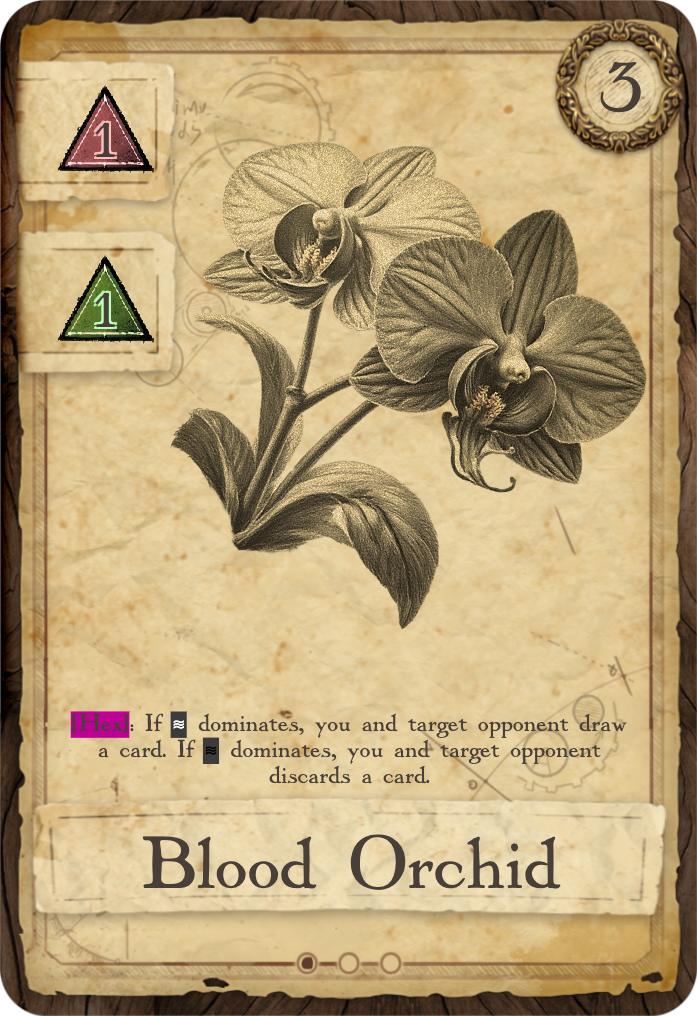 3
1
1
[Hex]: If ≋ dominates, you and target opponent draw
a card. If ≋ dominates, you and target opponent
discards a card.
Blood Orchid